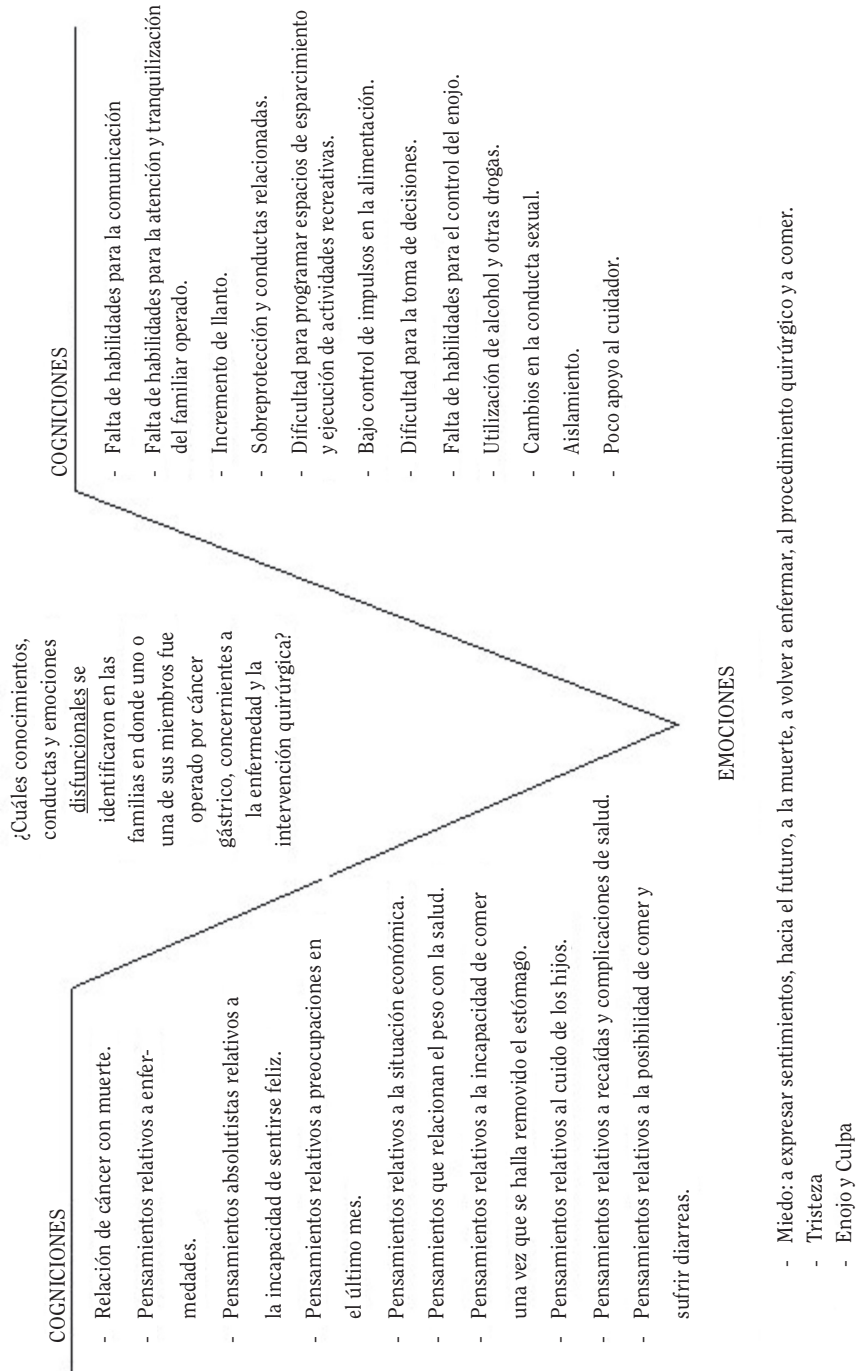 ¿Cuáles conocimientos,
conductas y emociones
disfuncionales se
identificaron en las
familias en donde uno o
una de sus miembros fue
operado por cáncer
gástrico, concernientes a
la enfermedad y la
intervención quirúrgica?
COGNICIONES
- Relación de cáncer con muerte.
- Pensamientos relativos a enfer-
medades.
- Pensamientos absolutistas relativos a
la incapacidad de sentirse feliz.
- Pensamientos relativos a preocupaciones en
el último mes.
- Pensamientos relativos a la situación económica.
- Pensamientos que relacionan el peso con la salud.
- Pensamientos relativos a la incapacidad de comer
una vez que se halla removido el estómago.
- Pensamientos relativos al cuido de los hijos.
- Pensamientos relativos a recaídas y complicaciones de salud.
- Pensamientos relativos a la posibilidad de comer y
sufrir diarreas.
COGNICIONES
- Falta de habilidades para la comunicación
- Falta de habilidades para la atención y tranquilización
del familiar operado.
- Incremento de llanto.
- Sobreprotección y conductas relacionadas.
- Dificultad para programar espacios de esparcimiento
y ejecución de actividades recreativas.
- Bajo control de impulsos en la alimentación.
- Dificultad para la toma de decisiones.
- Falta de habilidades para el control del enojo.
- Utilización de alcohol y otras drogas.
- Cambios en la conducta sexual.
- Aislamiento.
- Poco apoyo al cuidador.
EMOCIONES
- Miedo: a expresar sentimientos, hacia el futuro, a la muerte, a volver a enfermar, al procedimiento quirúrgico y a comer.
- Tristeza
- Enojo y Culpa